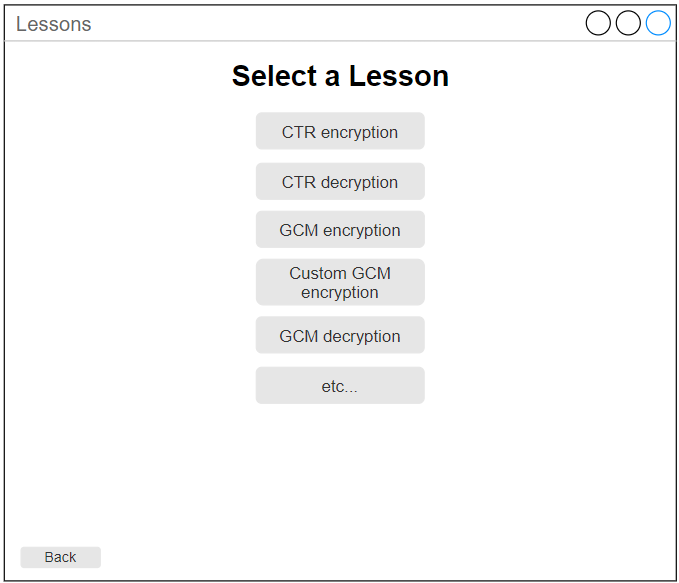 Lessons
Select a Lesson
CTR encryption
CTR decryption
GCM encryption
Custom GCM
encryption
GCM decryption
etc...
Back